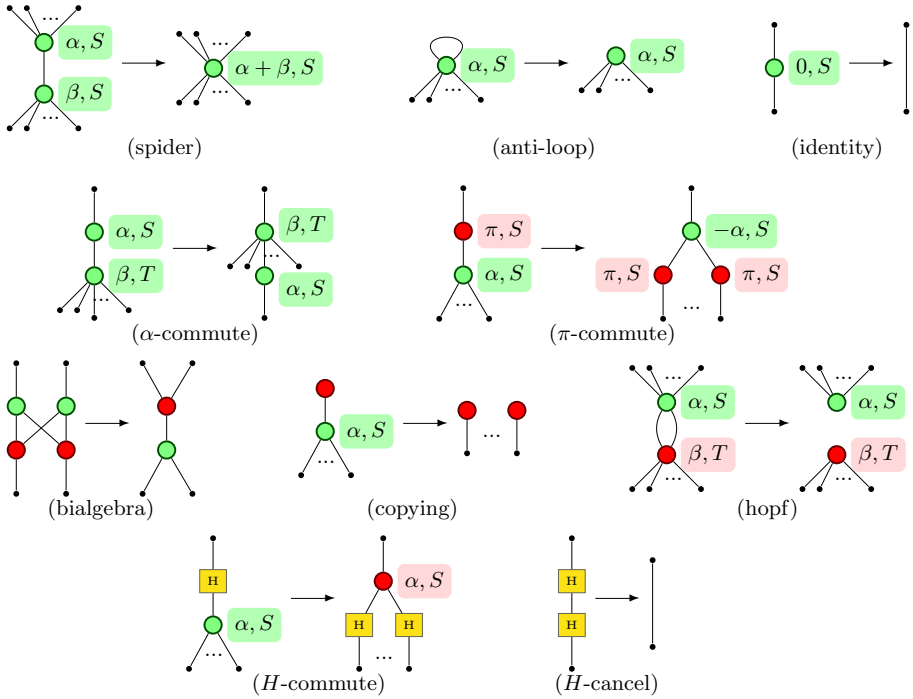 ... α, S
β, S
...
... α + β, S
...
(spider)
α, S
...
α, S
...
(anti-loop)
0, S
(identity)
α, S
β, T
...
β, T
...
α, S
(α-commute)
π, S
α, S
...
−α, S
π, S π, S
...
(π-commute)
(bialgebra)
α, S
...
...
(copying)
...
α, S
β, T
...
...
α, S
β, T
...
(hopf)
H
α, S
...
α, S
H H
...
(H-commute)
H
H
(H-cancel)